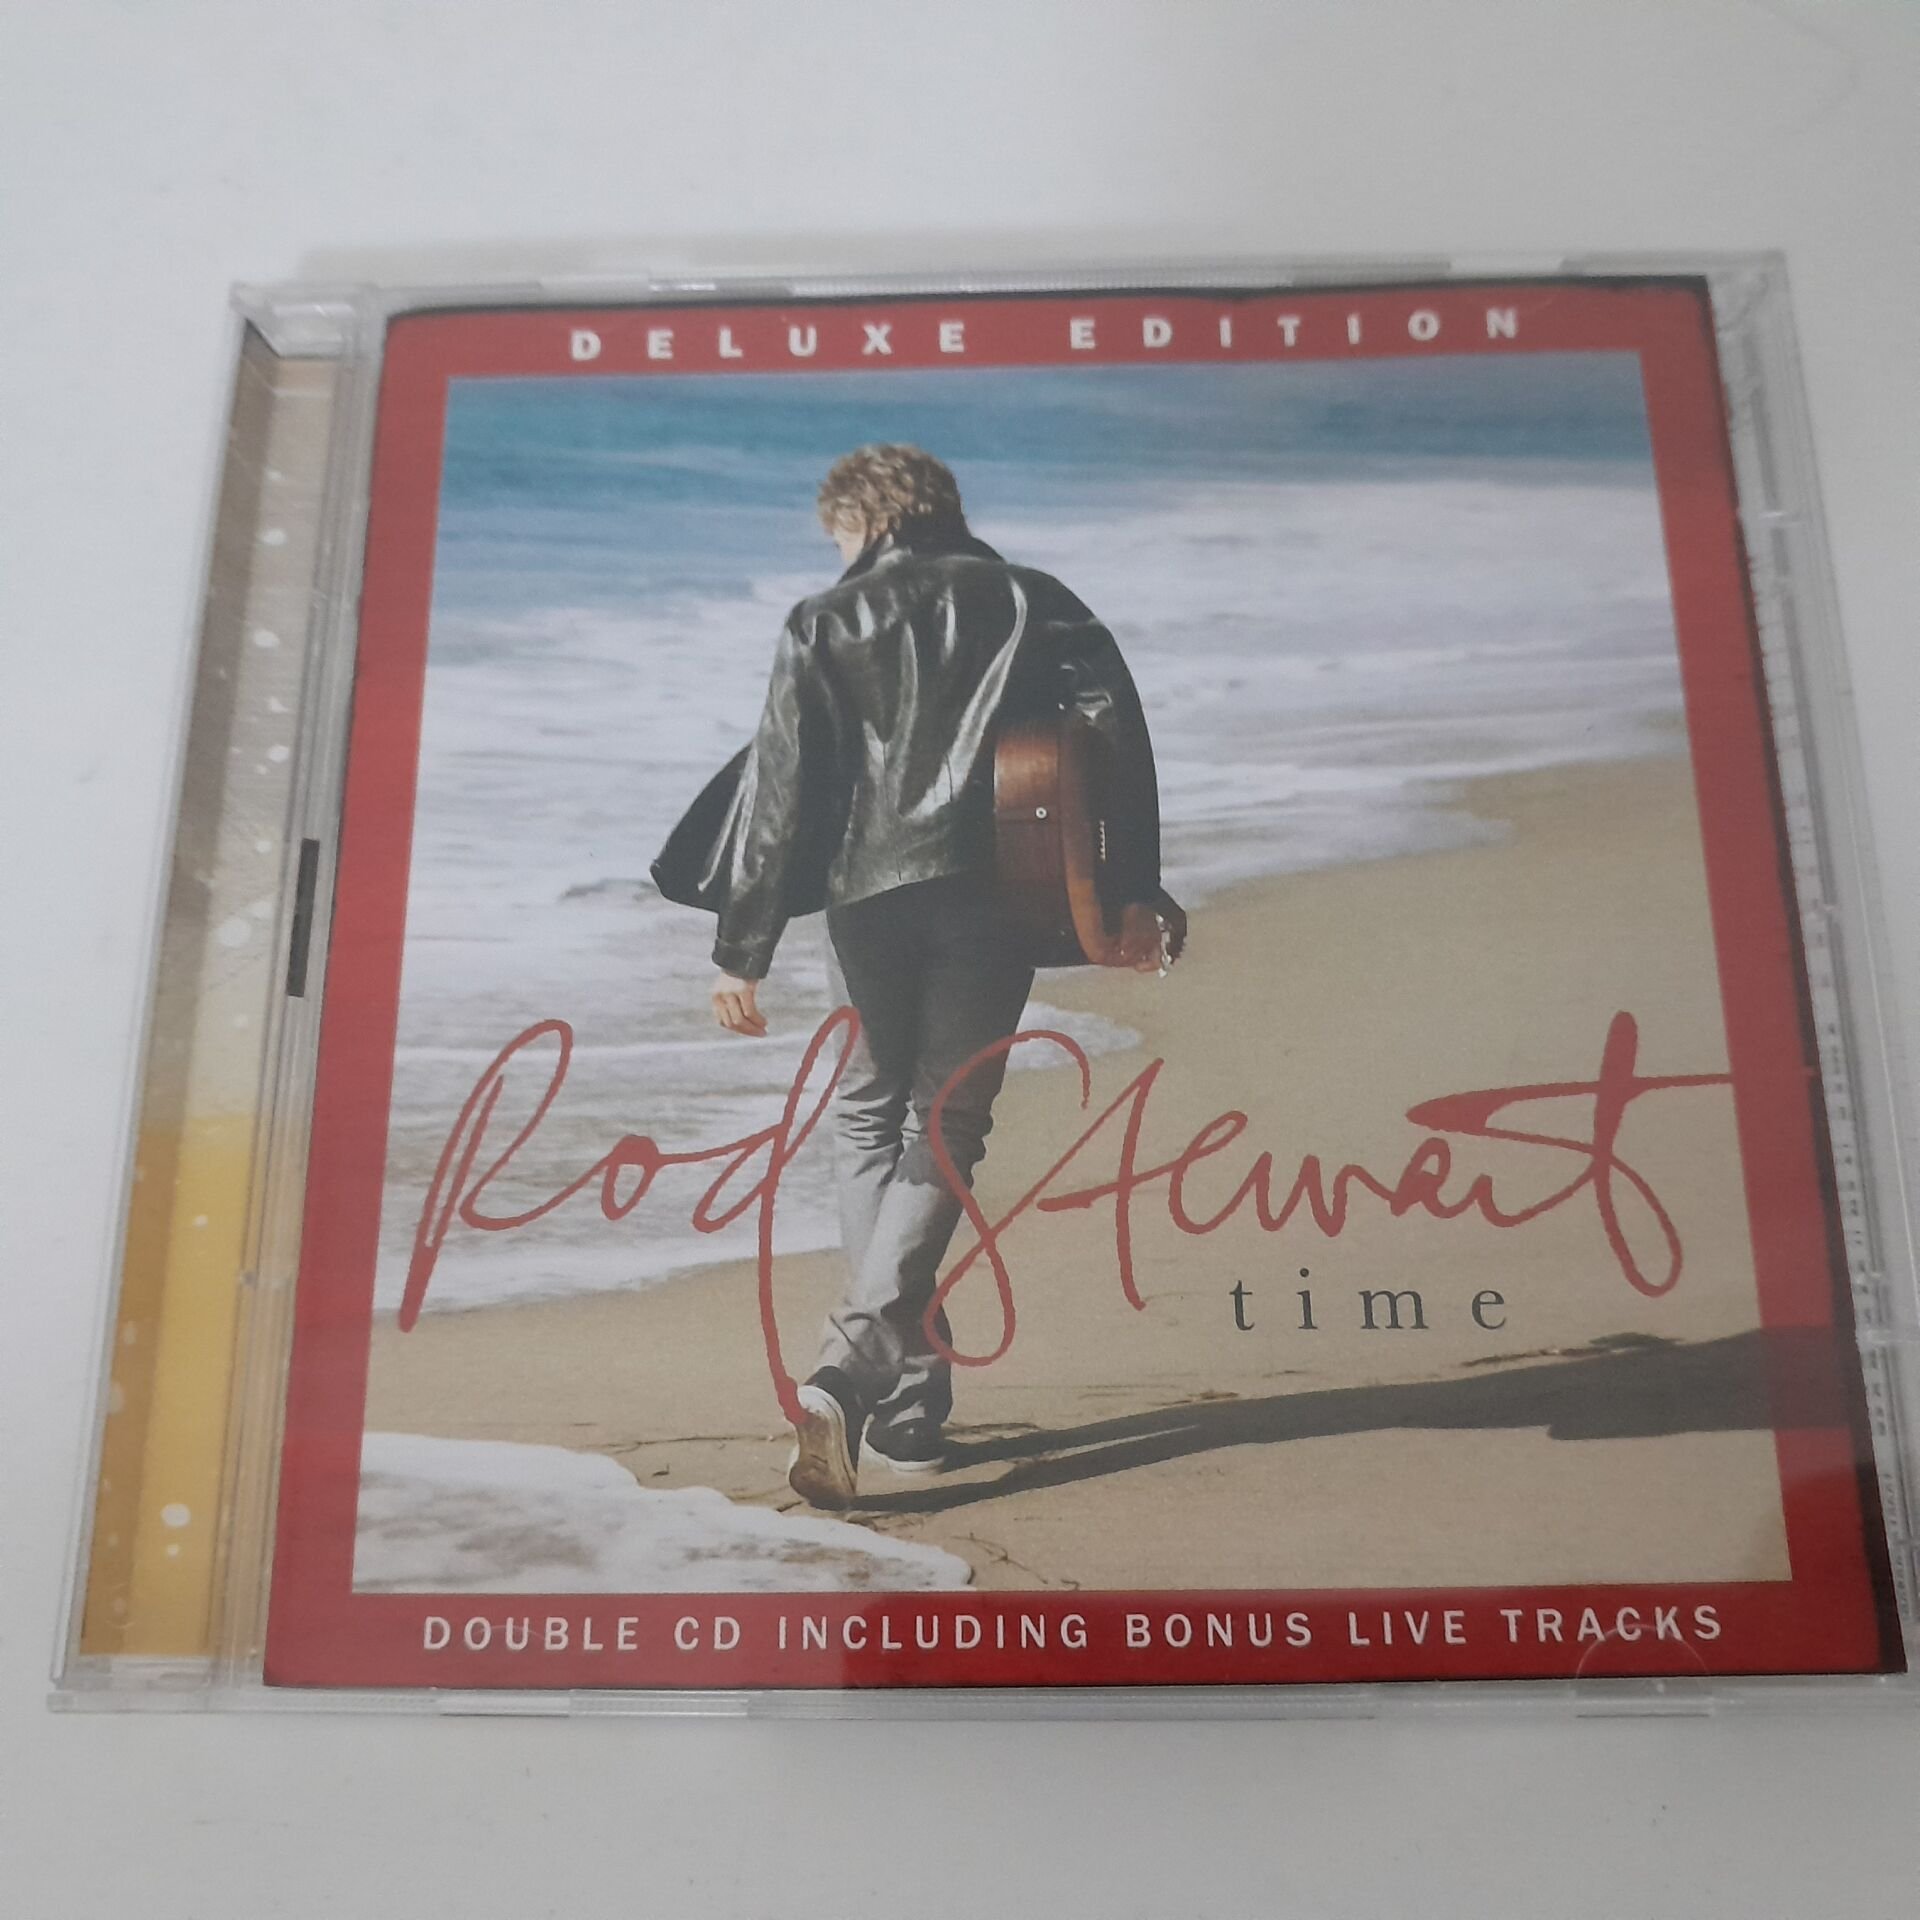 DELUXE EDITION
Rod Stewart
time
DOUBLE CD INCLUDING BONUS LIVE TRACKS